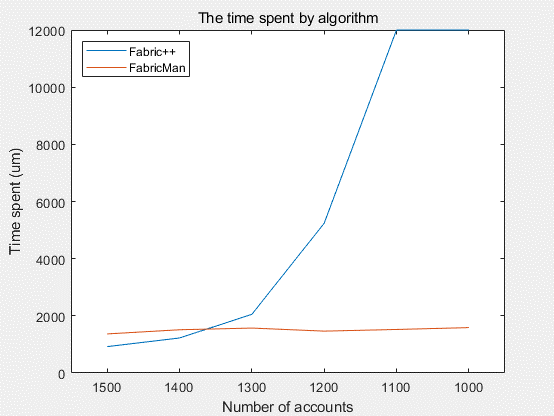 The time spent by algorithm
Fabric++
FabricMan
12000
10000
8000
6000
4000
2000
0
Time spent (um)
1500 1400 1300 1200 1100 1000
Number of accounts